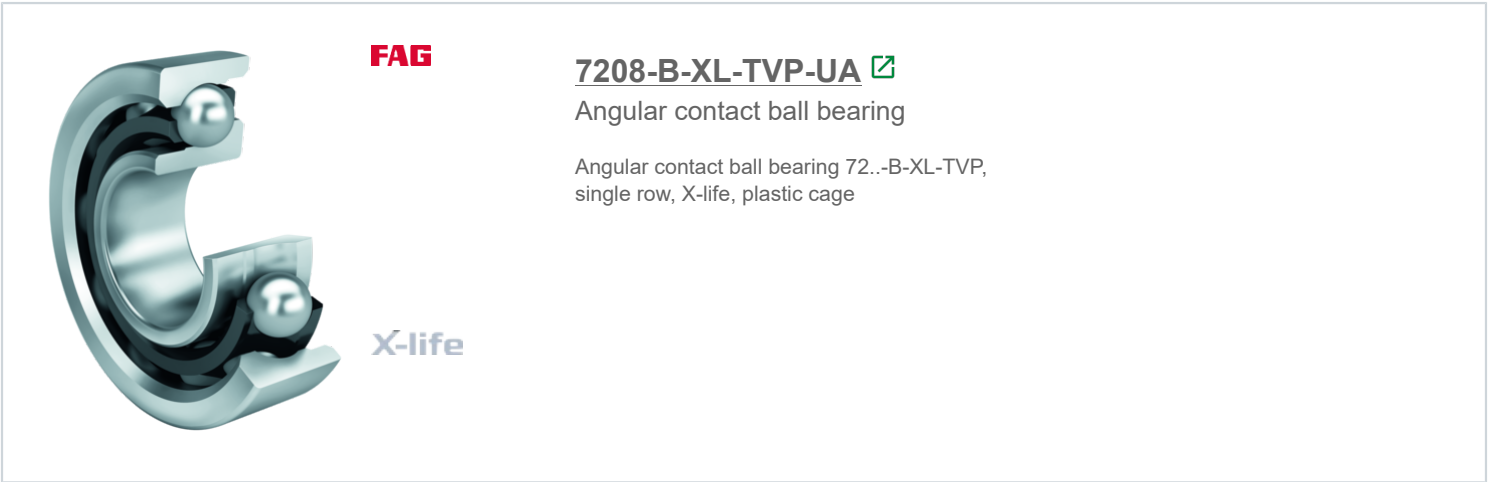 FAG
7208-B-XL-TVP-UA
Angular contact ball bearing
Angular contact ball bearing 72..-B-XL-TVP,
single row, X-life, plastic cage
X-life